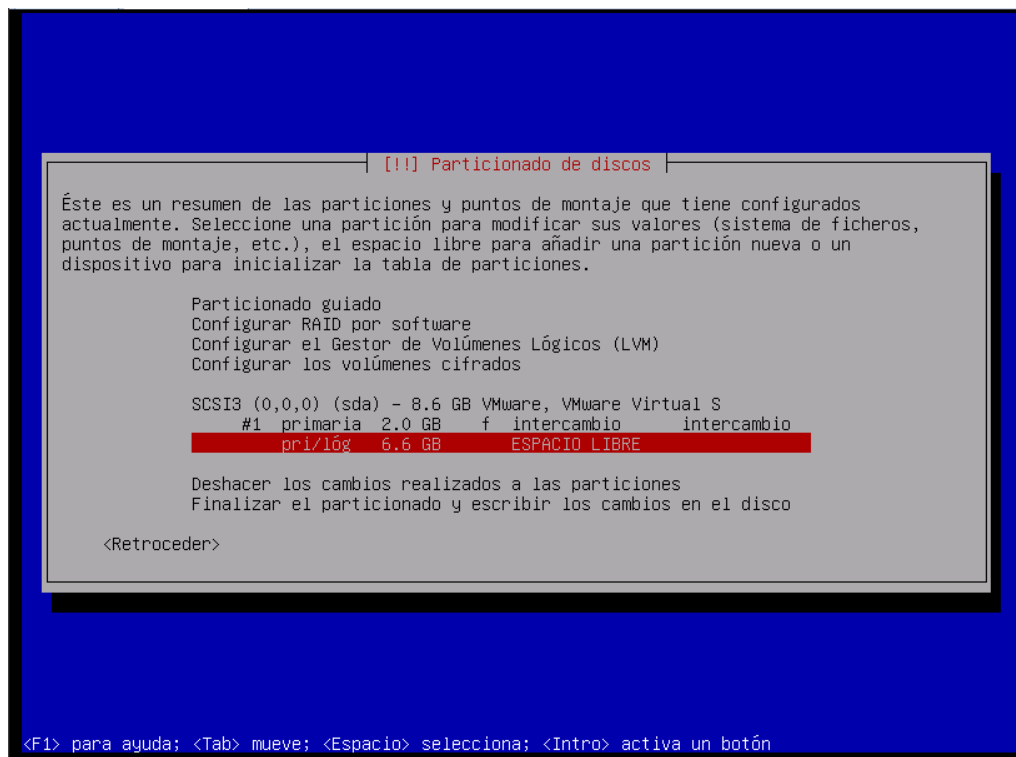 [!!] Particionado de discos
Éste es un resumen de las particiones y puntos de montaje que tiene configurados
actualmente. Seleccione una partición para modificar sus valores (sistema de ficheros,
puntos de montaje, etc.), el espacio libre para añadir una partición nueva o un
dispositivo para inicializar la tabla de particiones.
Particionado guiado
Configurar RAID por software
Configurar el Gestor de Volúmenes Lógicos (LVM)
Configurar los volúmenes cifrados
SCSI3 (0,0,0) (sda) – 8.6 GB VMware, VMware Virtual S
#1 primaria 2.0 GB f intercambio intercambio
pri/lóg 6.6 GB ESPACIO LIBRE
Deshacer los cambios realizados a las particiones
Finalizar el particionado y escribir los cambios en el disco
<Retroceder>
<F1> para ayuda; <Tab> mueve; <Espacio> selecciona; <Intro> activa un botón